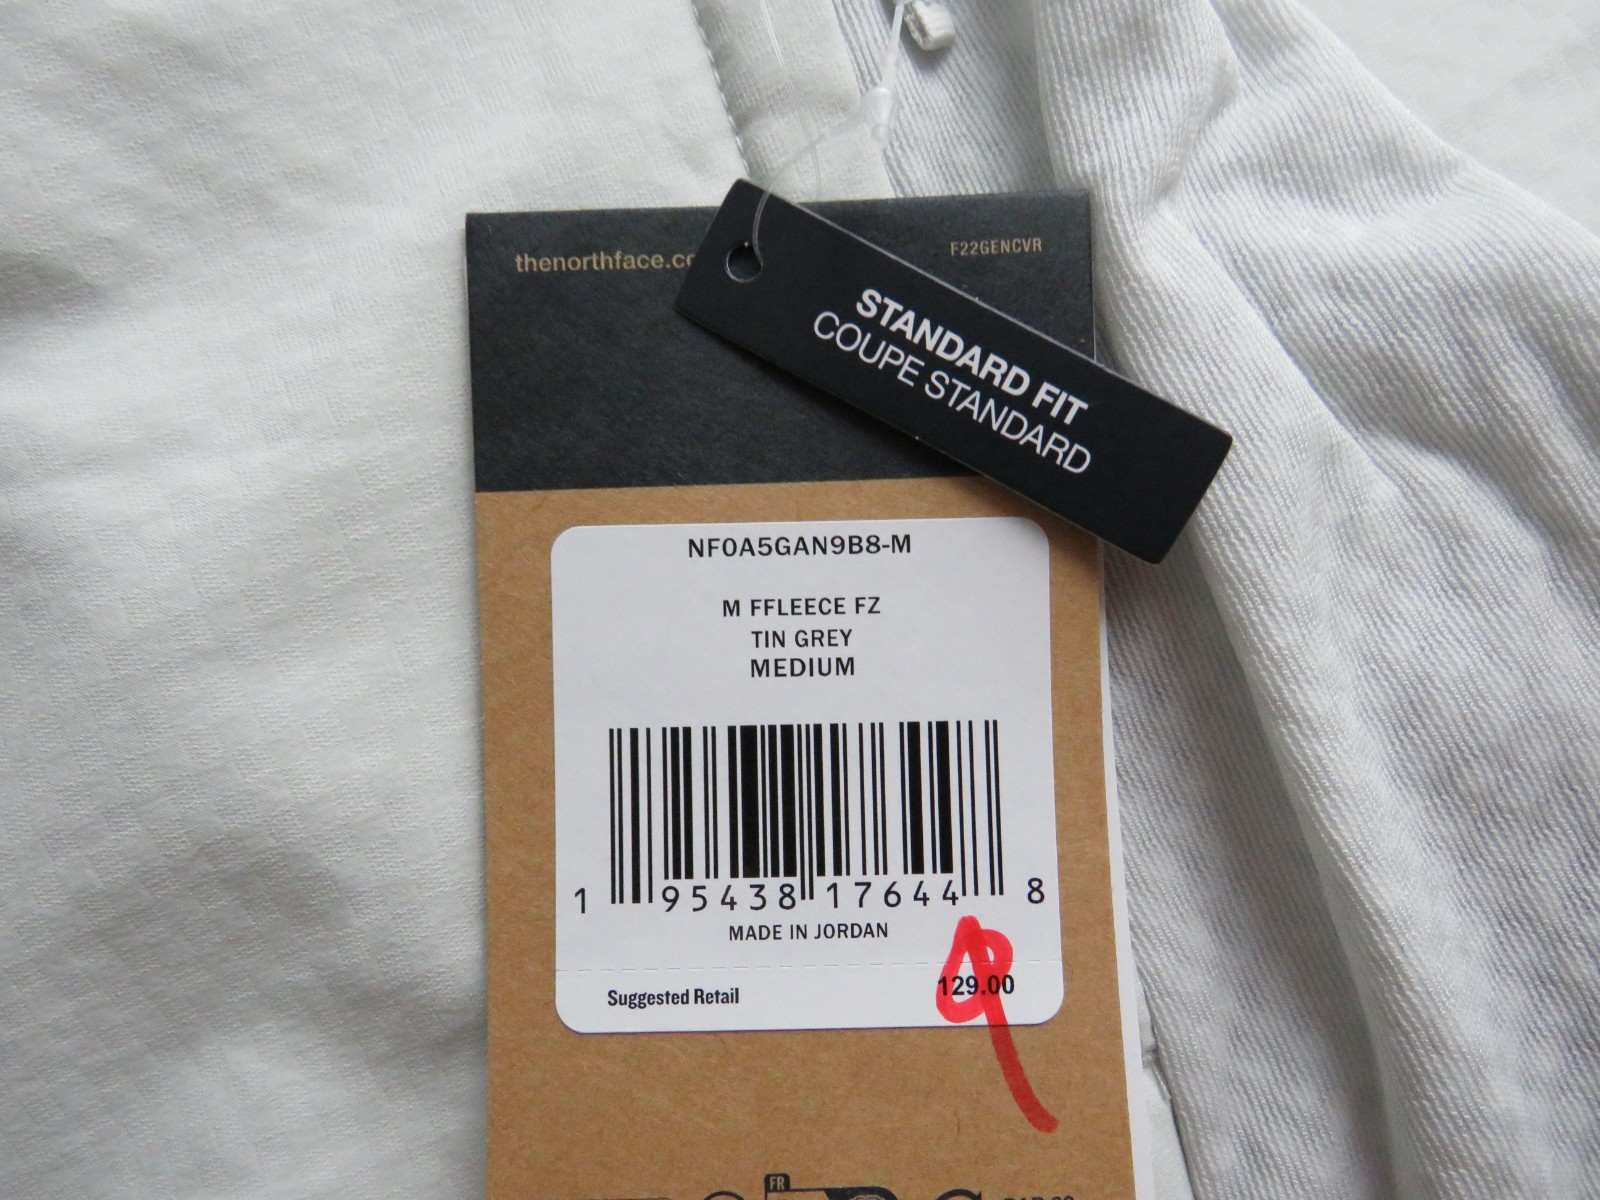 thenorthface.co
F22GENCVR
STANDARD FIT
COUPE STANDARD
NF0A5GAN9B8-M
M FFLEECE FZ
TIN GREY
MEDIUM
1 95438 17644 8
MADE IN JORDAN
Suggested Retail 129.00
FR